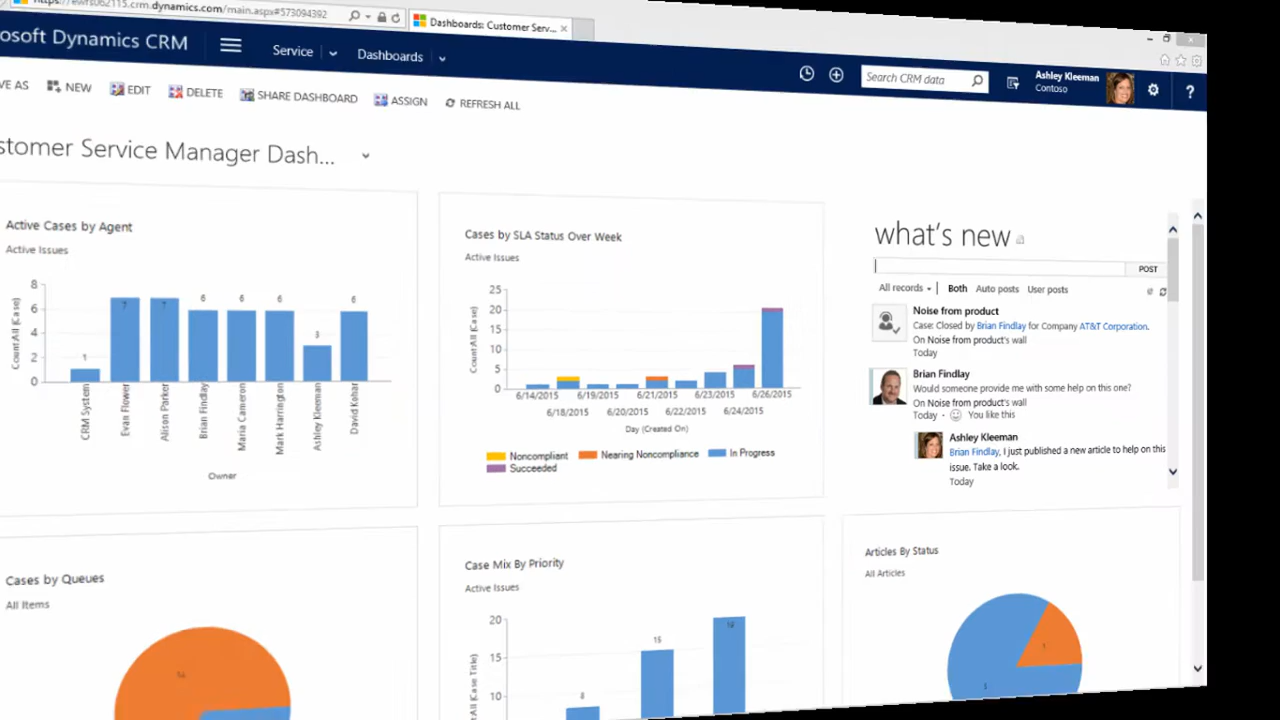 https://ewfs062115.crm.dynamics.com/main.aspx#573094392
Dashboards: Customer Serv...
osoft Dynamics CRM
Service
Dashboards
Search CRM data
Ashley Kleeman
Contoso
?
VE AS
NEW
EDIT
DELETE
SHARE DASHBOARD
ASSIGN
REFRESH ALL
stomer Service Manager Dash...
Active Cases by Agent
Active Issues
CountAll (Case)
8
6
4
2
0
1
7
7
6
6
6
3
6
CRM System
Evan Flower
Alison Parker
Brian Findlay
Maria Cameron
Mark Harrington
Ashley Kleeman
David Kohar
Owner
Cases by SLA Status Over Week
Active Issues
CountAll (Case)
25
20
15
10
5
0
6/14/2015
6/19/2015
6/21/2015
6/23/2015
6/26/2015
6/18/2015
6/20/2015
6/22/2015
6/24/2015
Day (Created On)
Noncompliant
Nearing Noncompliance
In Progress
Succeeded
what's new
POST
All records
Both
Auto posts
User posts
Noise from product
Case: Closed by Brian Findlay for Company AT&T Corporation.
On Noise from product's wall
Today
Brian Findlay
Would someone provide me with some help on this one?
On Noise from product's wall
Today · You like this
Ashley Kleeman
Brian Findlay, I just published a new article to help on this
issue. Take a look.
Today
Cases by Queues
All Items
Case Mix By Priority
Active Issues
CountAll (Case Title)
20
15
10
8
15
Articles By Status
All Articles
1